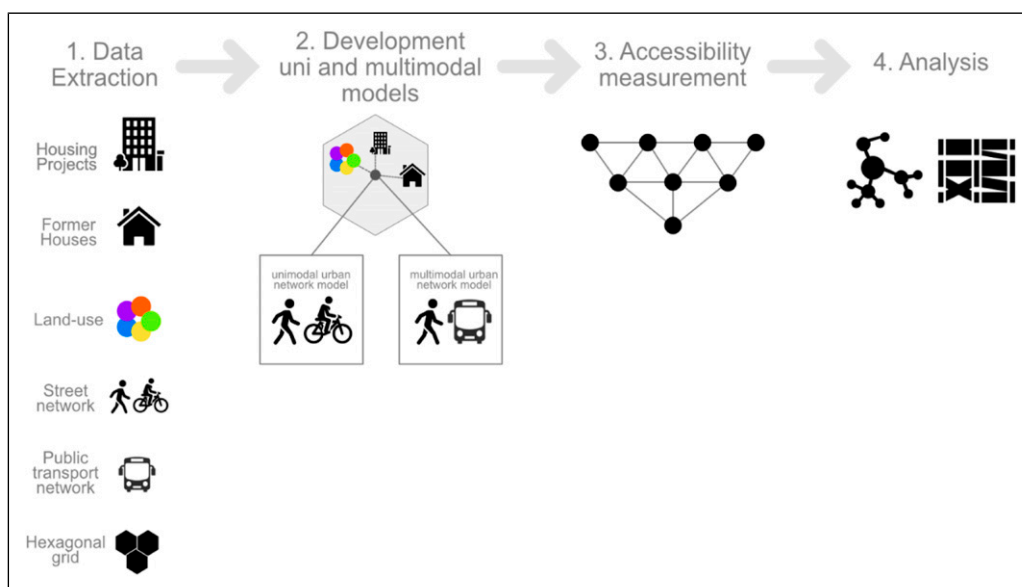 1. Data
Extraction
2. Development
uni and multimodal
models
3. Accessibility
measurement
4. Analysis
Housing
Projects
Former
Houses
Land-use
Street
network
Public
transport
network
Hexagonal
grid
unimodal urban
network model
multimodal urban
network model